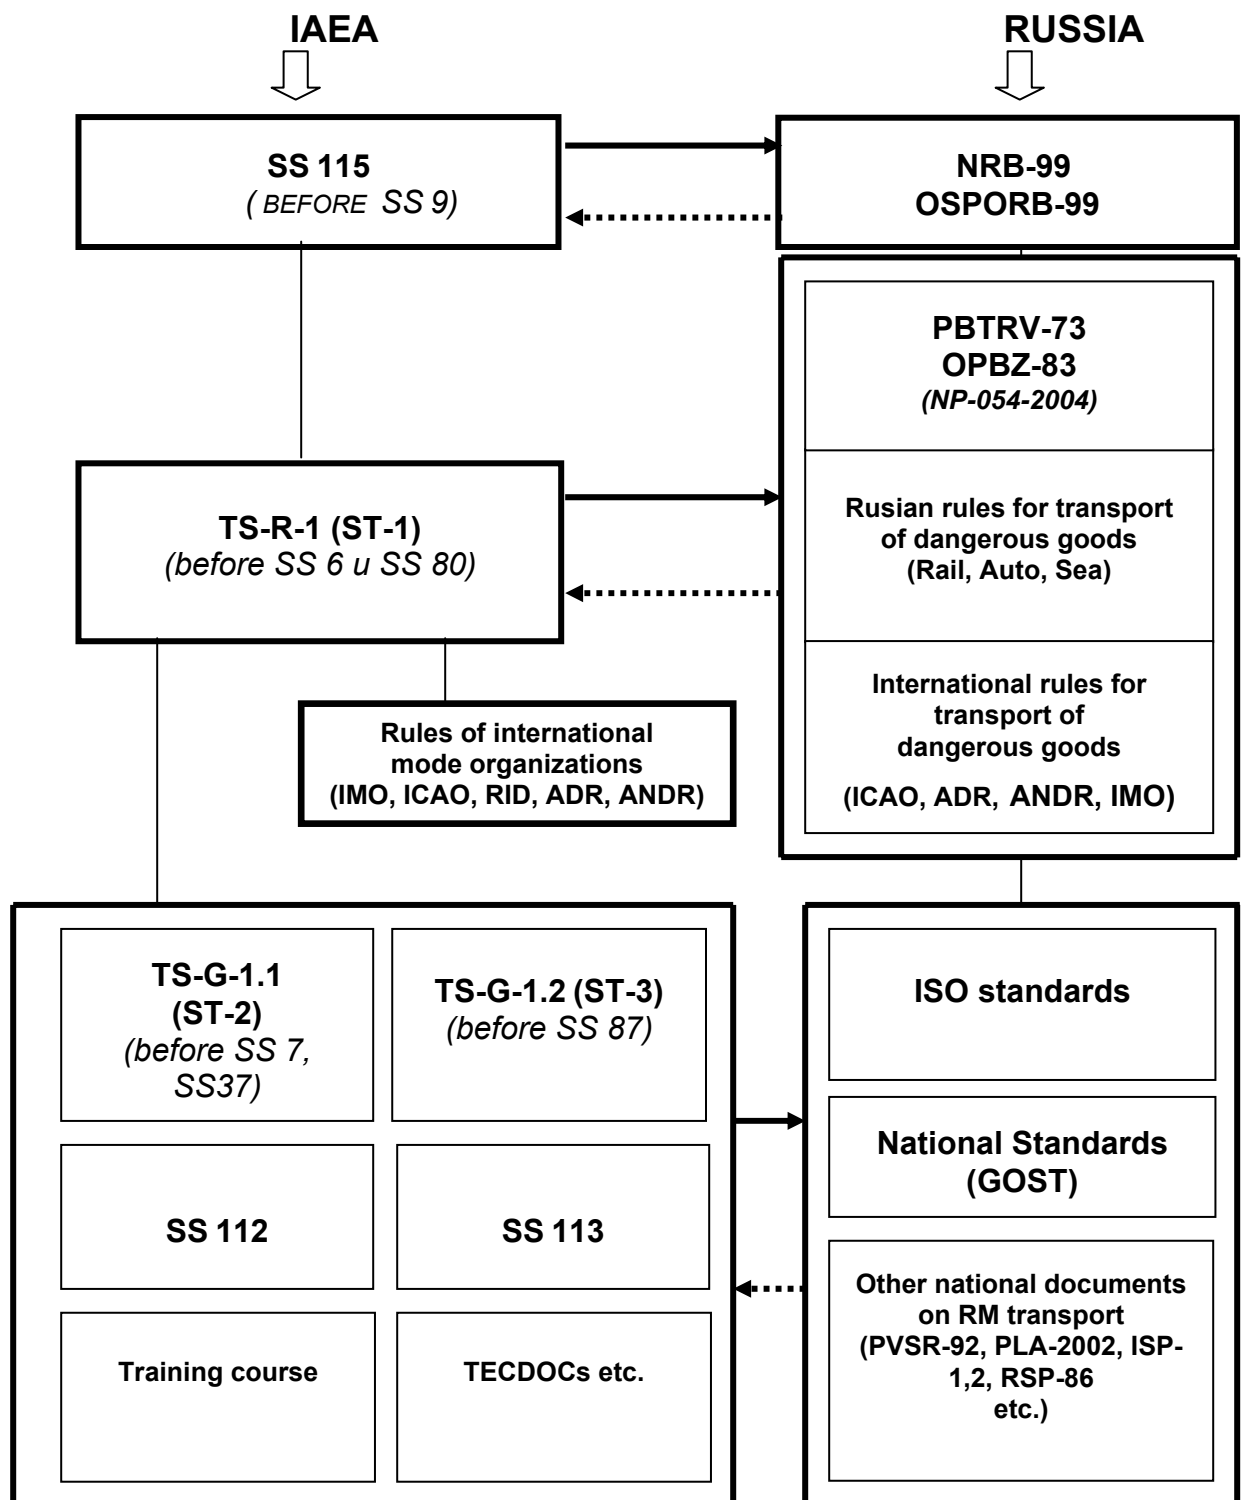 IAEA
RUSSIA
SS 115
( BEFORE SS 9)
NRB-99
OSPORB-99
PBTRV-73
OPBZ-83
(NP-054-2004)
TS-R-1 (ST-1)
(before SS 6 u SS 80)
Rusian rules for transport
of dangerous goods
(Rail, Auto, Sea)
Rules of international
mode organizations
(IMO, ICAO, RID, ADR, ANDR)
International rules for
transport of
dangerous goods
(ICAO, ADR, ANDR, IMO)
TS-G-1.1
(ST-2)
(before SS 7,
SS37)
TS-G-1.2 (ST-3)
(before SS 87)
ISO standards
SS 112
SS 113
National Standards
(GOST)
Training course
TECDOCs etc.
Other national documents
on RM transport
(PVSR-92, PLA-2002, ISP-
1,2, RSP-86
etc.)